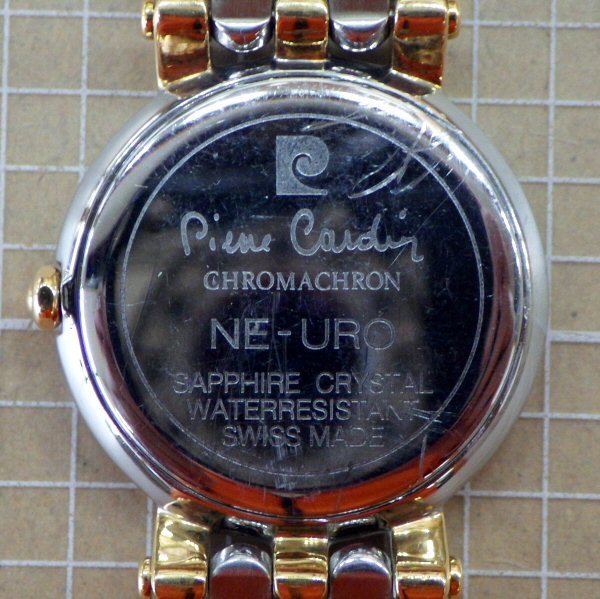 Pierre Cardin
CHROMACHRON
NE-URO
SAPPHIRE CRYSTAL
WATERRESISTANT
SWISS MADE